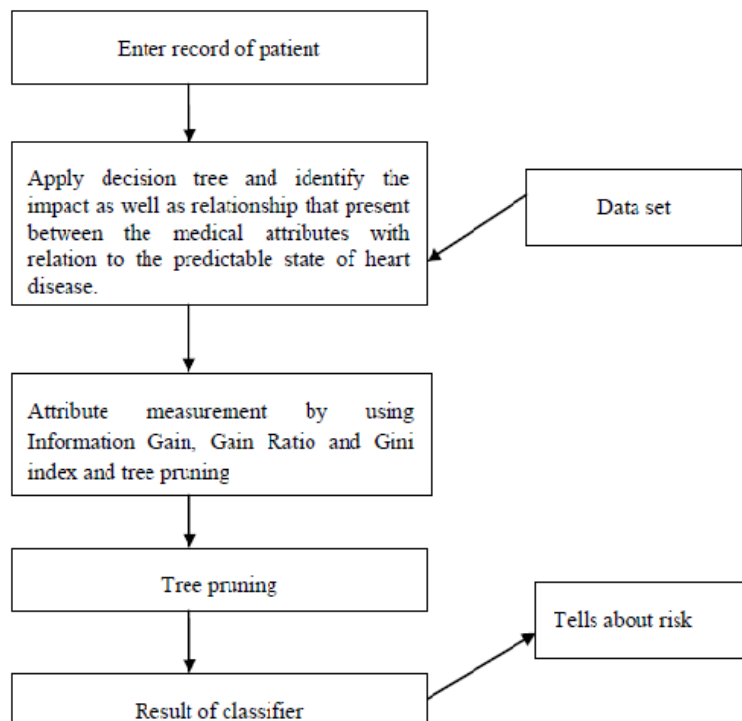 Enter record of patient
Apply decision tree and identify the
impact as well as relationship that present
between the medical attributes with
relation to the predictable state of heart
disease.
Data set
Attribute measurement by using
Information Gain, Gain Ratio and Gini
index and tree pruning
Tree pruning
Tells about risk
Result of classifier